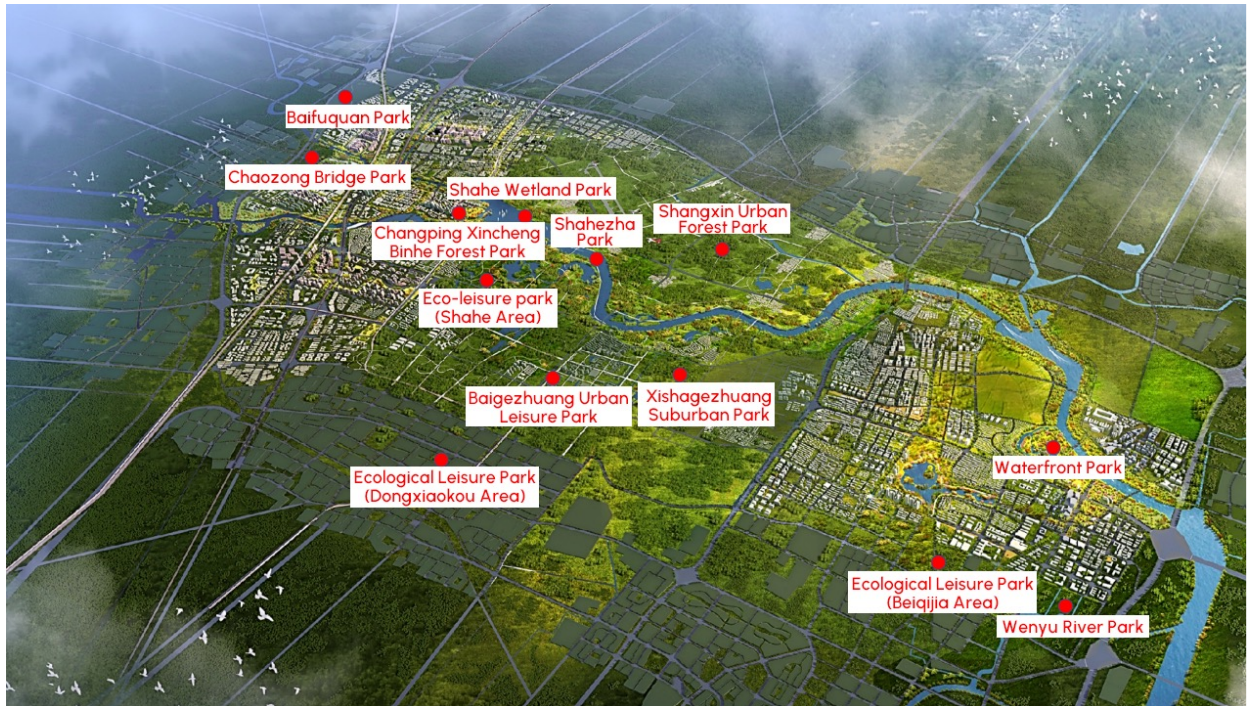 Baifuquan Park
Chaozong Bridge Park
Shahe Wetland Park
Changping Xincheng
Binhe Forest Park
Shahezha
Park
Shangxin Urban
Forest Park
Eco-leisure park
(Shahe Area)
Baigezhuang Urban
Leisure Park
Xishagezhuang
Suburban Park
Waterfront Park
Ecological Leisure Park
(Dongxiaokou Area)
Ecological Leisure Park
(Beiqijia Area)
Wenyu River Park